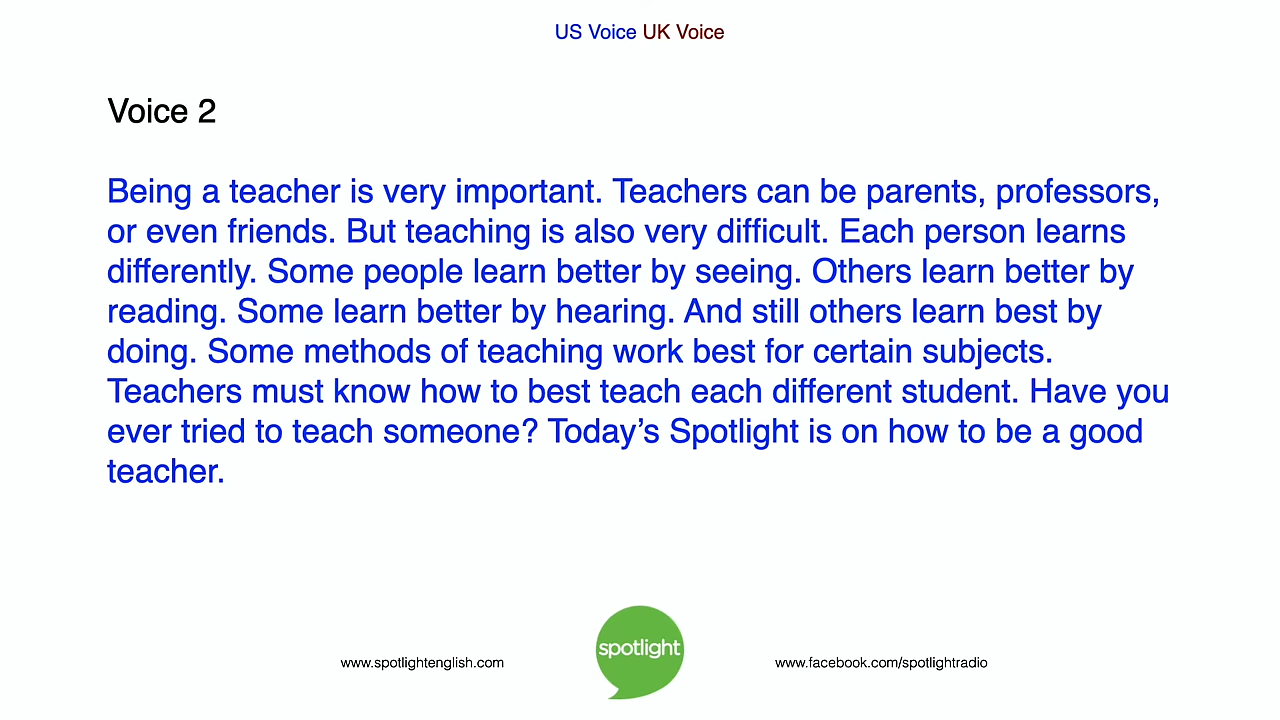 US Voice UK Voice
Voice 2
Being a teacher is very important. Teachers can be parents, professors,
or even friends. But teaching is also very difficult. Each person learns
differently. Some people learn better by seeing. Others learn better by
reading. Some learn better by hearing. And still others learn best by
doing. Some methods of teaching work best for certain subjects.
Teachers must know how to best teach each different student. Have you
ever tried to teach someone? Today’s Spotlight is on how to be a good
teacher.
www.spotlightenglish.com
spotlight
www.facebook.com/spotlightradio